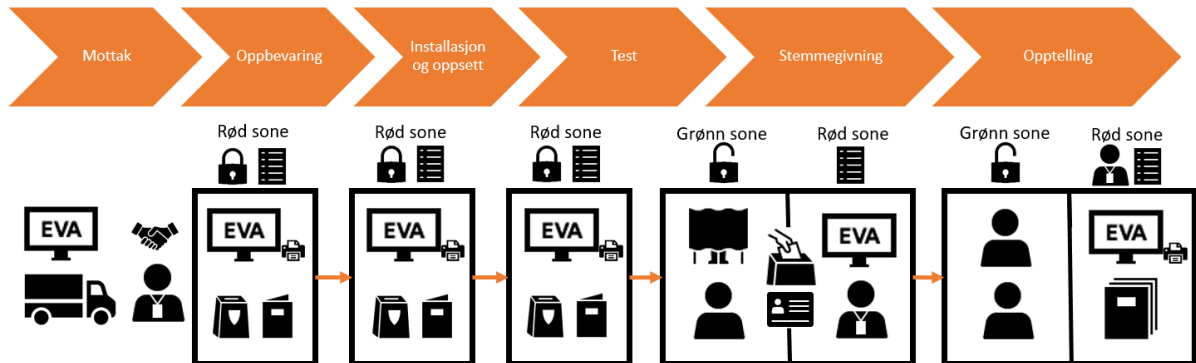 Mottak
Oppbevaring
Installasjon
og oppsett
Test
Stemmegivning
Opptelling
Rød sone
Rød sone
Rød sone
Grønn sone
Rød sone
Grønn sone
Rød sone
EVA
EVA
EVA
EVA
EVA
EVA